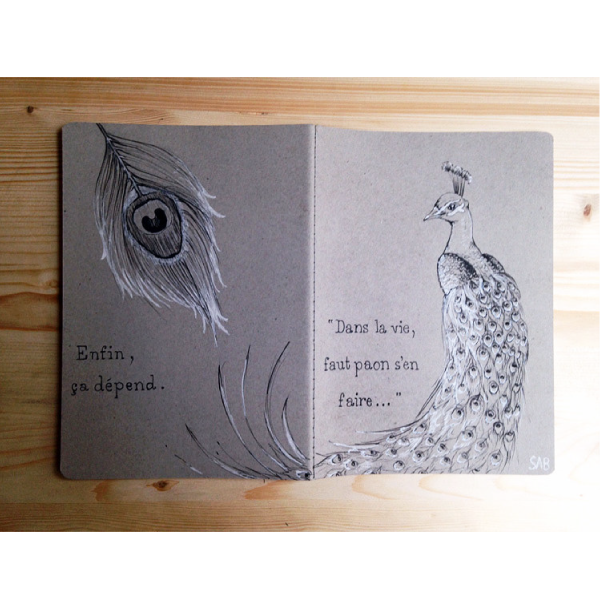 Enfin,
ça dépend.
"Dans la vie,
faut paon s'en
faire..."
SAB